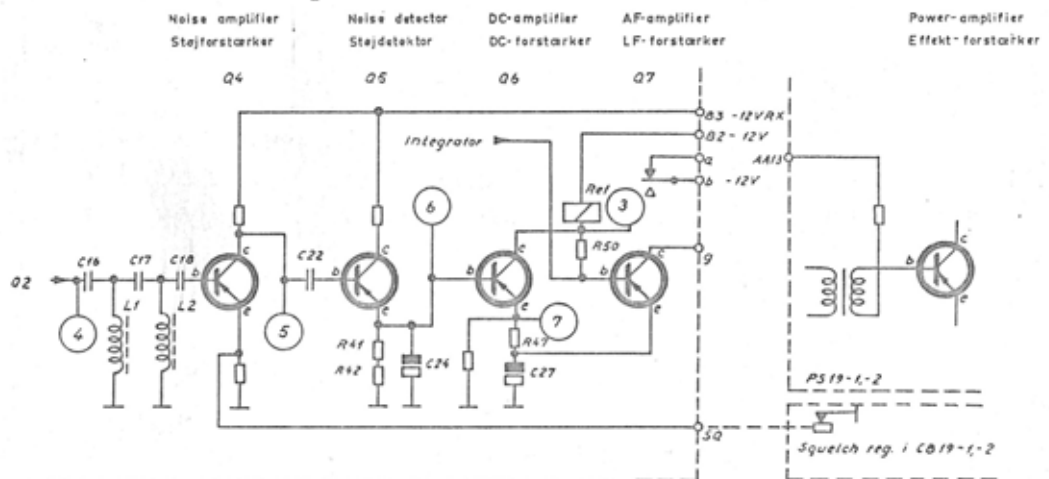 Noise amplifier
Støjforstærker
Q4
Noise detector
Støjdetektor
Q5
DC-amplifier
DC-forstærker
Q6
AF-amplifier
LF-forstærker
Q7
Power-amplifier
Effekt-forstærker
B3 -12VRX
B2 - 12V
Integrator
a
AA13
b -12V
Rel
6
3
c
c
R50
c
c
C16
C17
C18
b
C22
b
b
b
g
Q2
e
e
e
e
e
4
L1
L2
5
7
R41
R47
R42
C24
C27
PS19-1,-2
SQ
Squelch reg. i CB19-1,-2